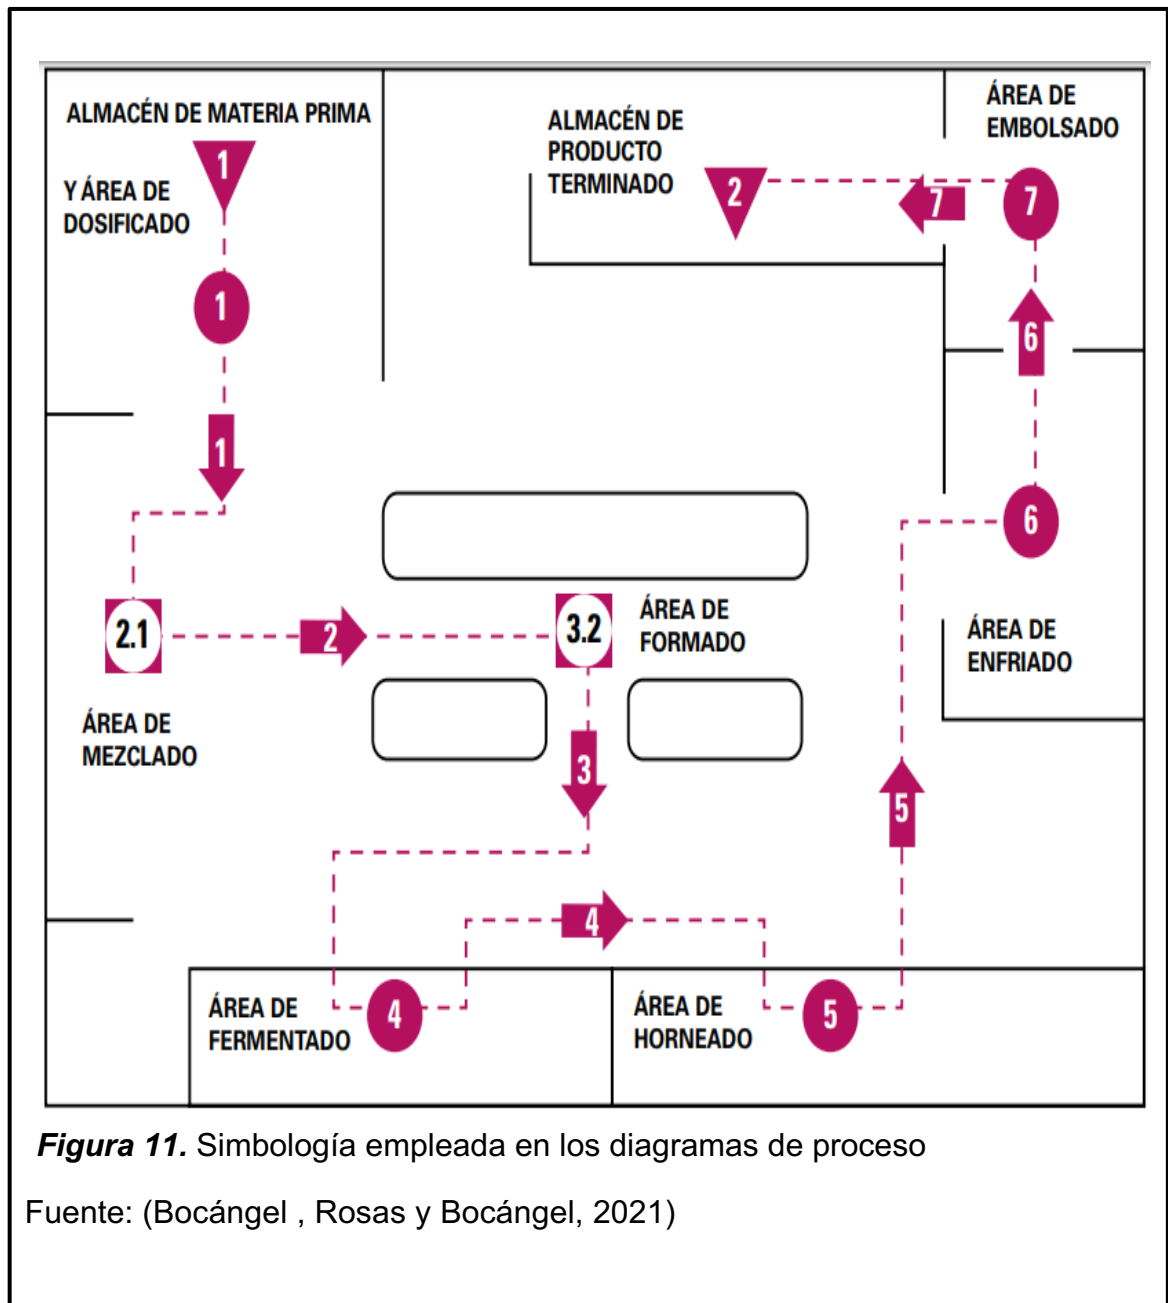 ALMACÉN DE MATERIA PRIMA
1
Y ÁREA DE
DOSIFICADO
1
1
2.1
ÁREA DE
MEZCLADO
2
3.2
ÁREA DE
FORMADO
3
ÁREA DE
FERMENTADO
4
4
ÁREA DE
HORNEADO
5
5
6
ÁREA DE
ENFRIADO
6
ÁREA DE
EMBOLSADO
7
7
ALMACÉN DE
PRODUCTO
TERMINADO
2
Figura 11. Simbología empleada en los diagramas de proceso
Fuente: (Bocángel , Rosas y Bocángel, 2021)